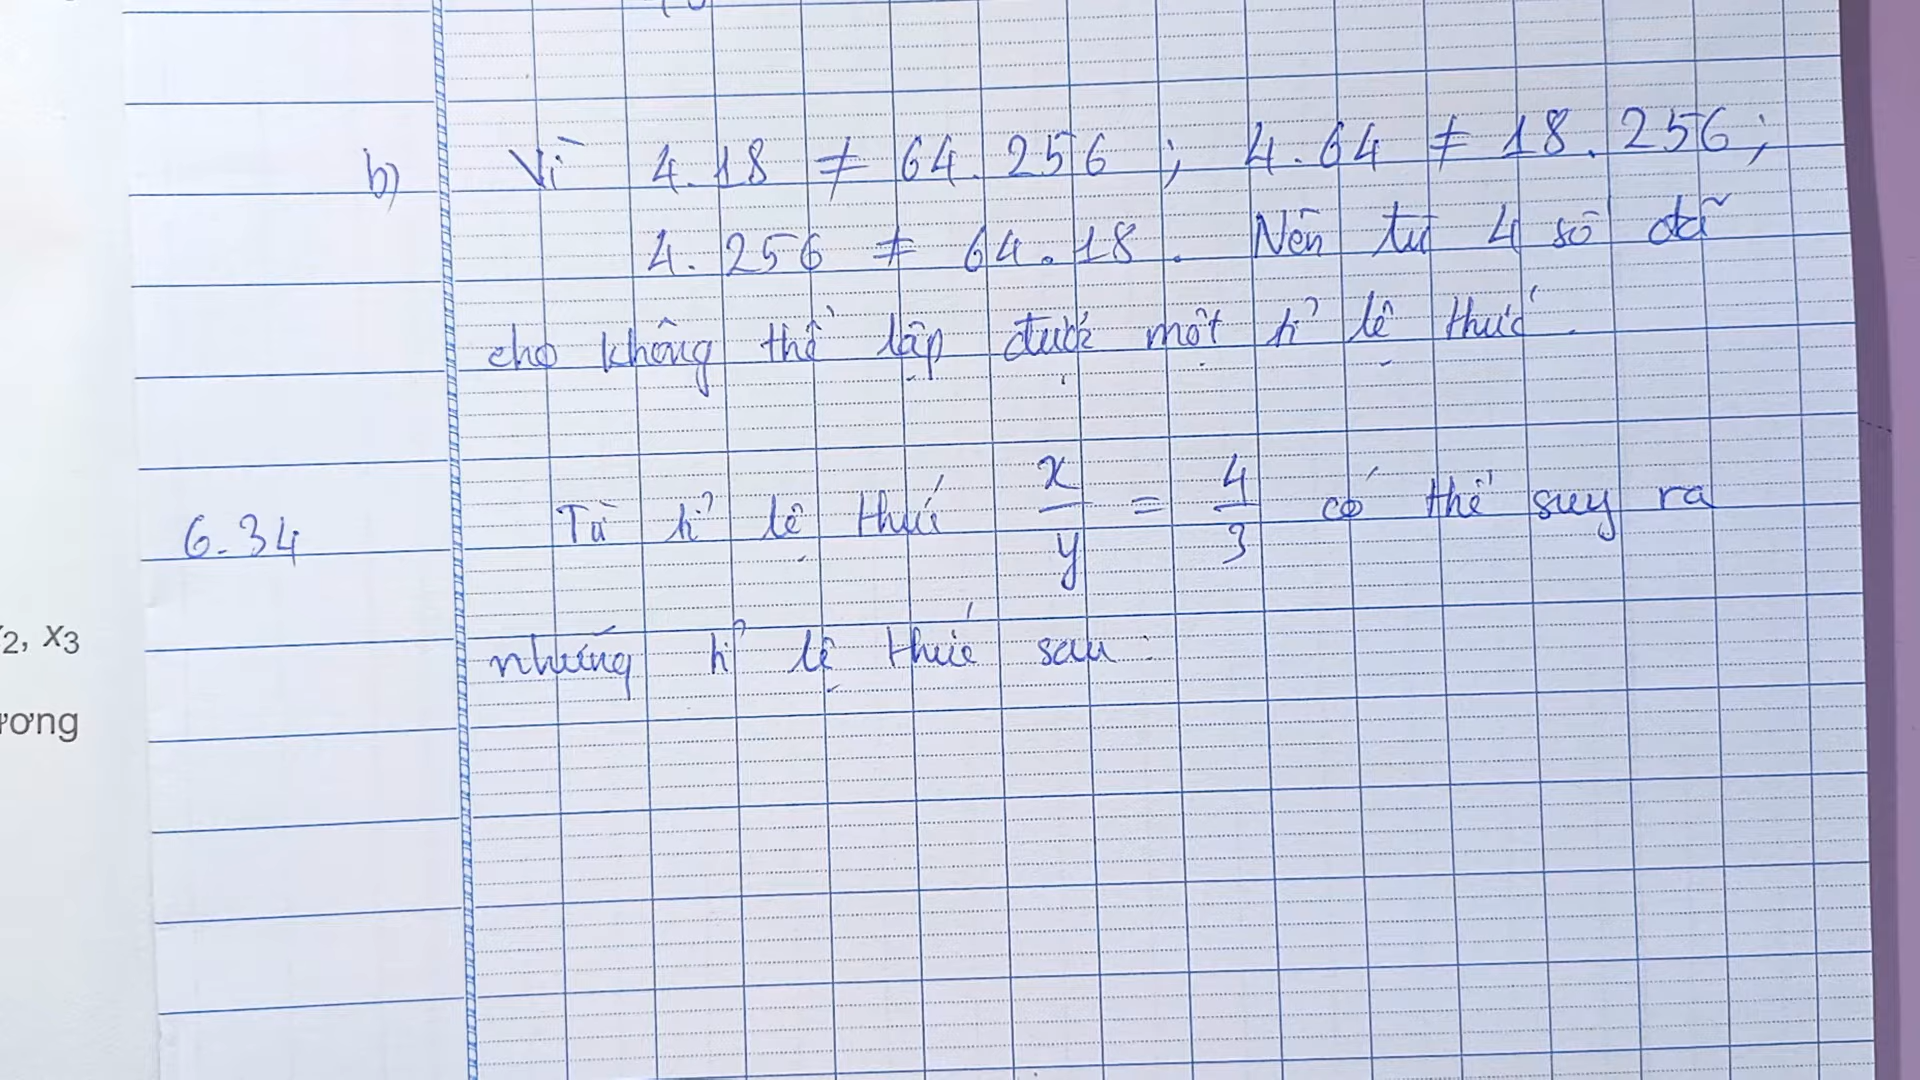 b) Vì 4.18 ≠ 64.256 ; 4.64 ≠ 18.256 ;
4.256 ≠ 64.18 . Nên từ 4 số đã
cho không thể lập được một tỉ lệ thức .
6.34 Từ tỉ lệ thức x/y = 4/3 có thể suy ra
những tỉ lệ thức sau :
2, x3
ương